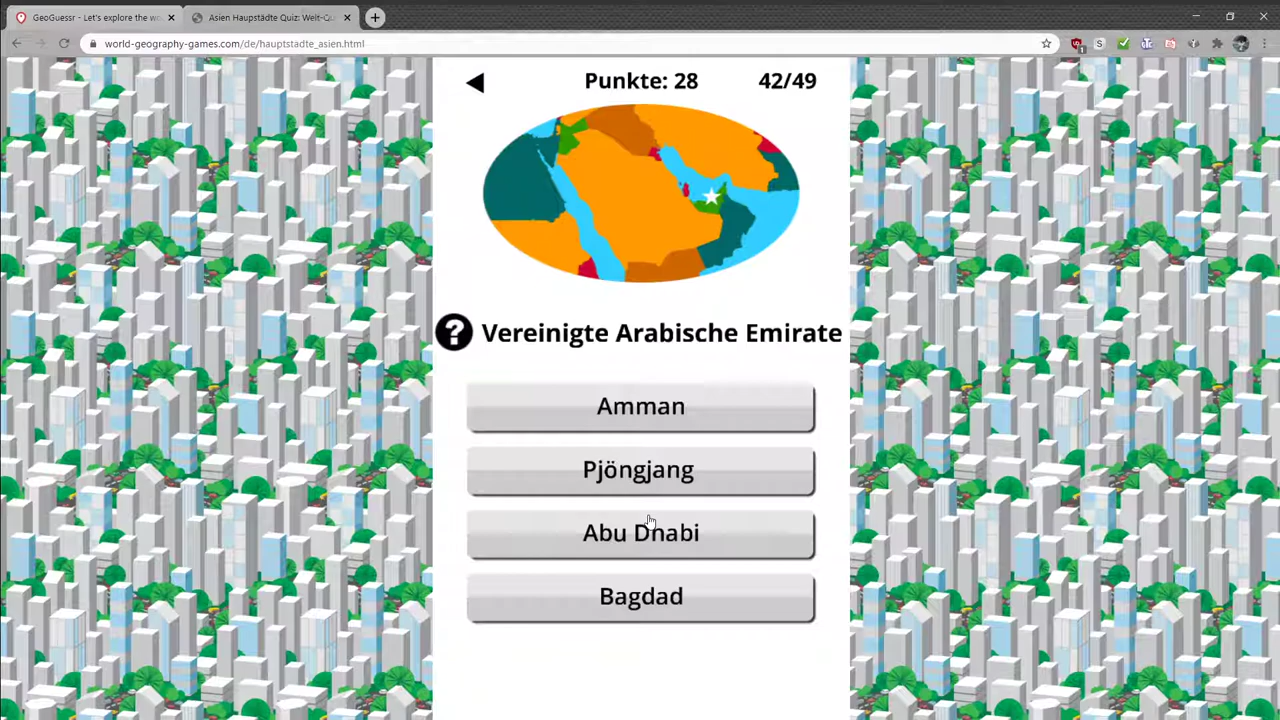 GeoGuessr - Let's explore the wo
Asien Haupstädte Quiz: Welt-Qu
world-geography-games.com/de/hauptstadte_asien.html
Punkte: 28
42/49
? Vereinigte Arabische Emirate
Amman
Pjöngjang
Abu Dhabi
Bagdad